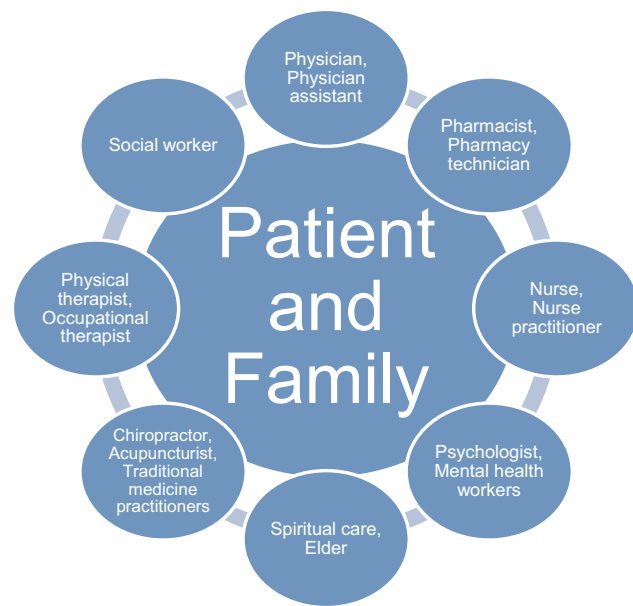 Physician,
Physician
assistant
Pharmacist,
Pharmacy
technician
Nurse,
Nurse
practitioner
Psychologist,
Mental health
workers
Spiritual care,
Elder
Chiropractor,
Acupuncturist,
Traditional
medicine
practitioners
Physical
therapist,
Occupational
therapist
Social worker
Patient
and
Family